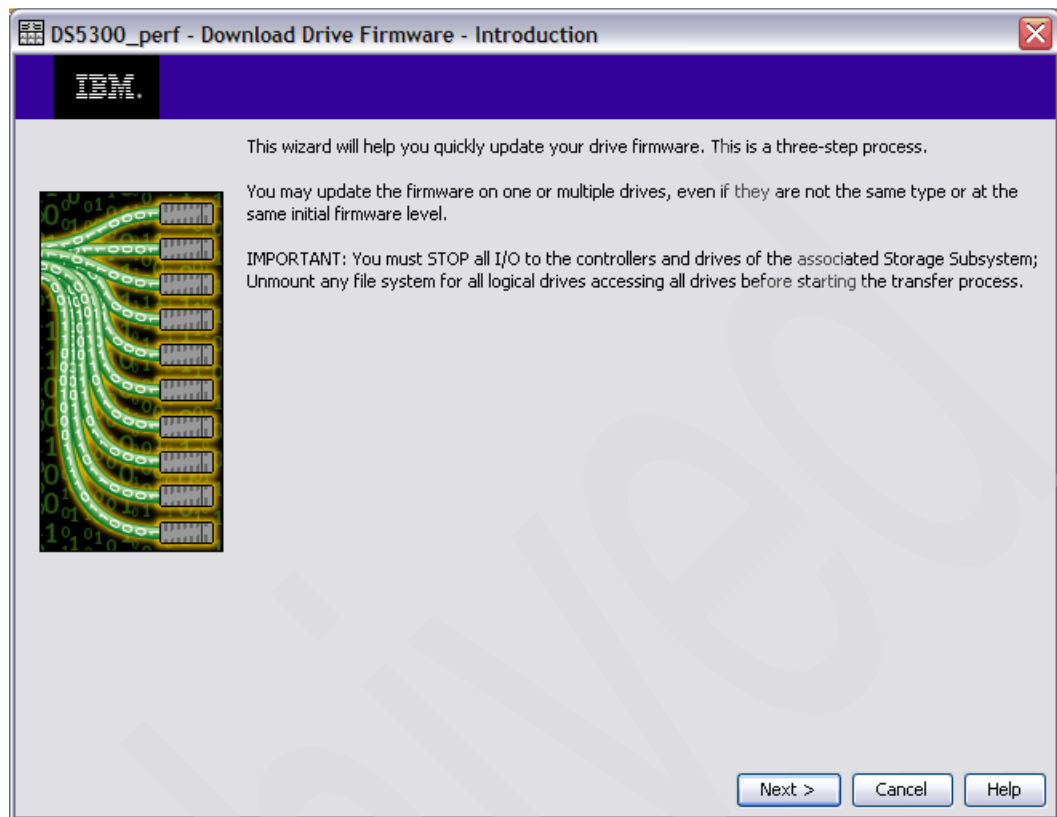 DS5300_perf - Download Drive Firmware - Introduction
IBM.
This wizard will help you quickly update your drive firmware. This is a three-step process.
You may update the firmware on one or multiple drives, even if they are not the same type or at the
same initial firmware level.
IMPORTANT: You must STOP all I/O to the controllers and drives of the associated Storage Subsystem;
Unmount any file system for all logical drives accessing all drives before starting the transfer process.
Next >
Cancel
Help